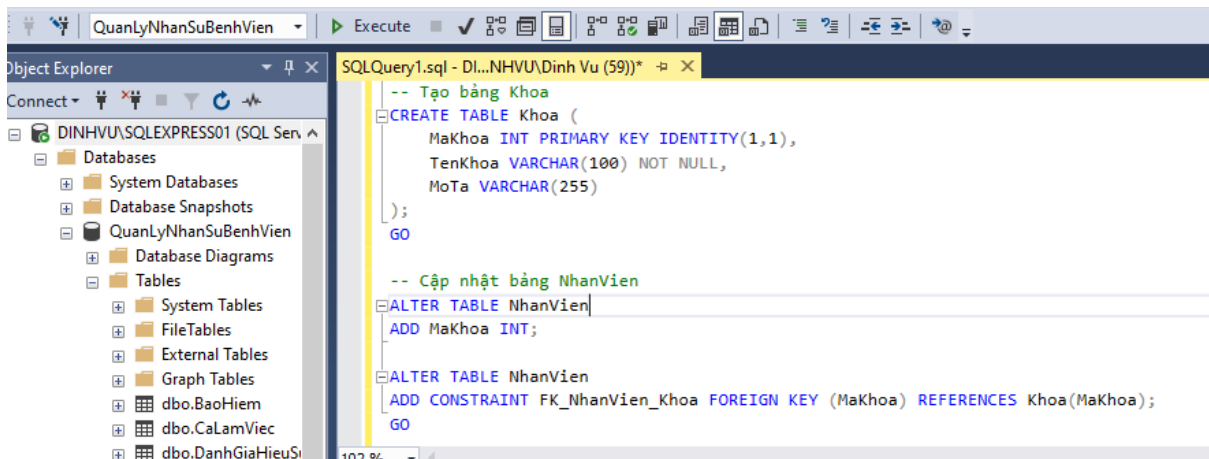 QuanLyNhanSuBenhVien
Execute
Object Explorer
Connect
DINHVU\SQLEXPRESS01 (SQL Serv
Databases
System Databases
Database Snapshots
QuanLyNhanSuBenhVien
Database Diagrams
Tables
System Tables
FileTables
External Tables
Graph Tables
dbo.BaoHiem
dbo.CaLamViec
dbo.DanhGiaHieuSu
SQLQuery1.sql - DI...NHVU\Dinh Vu (59))*
-- Tạo bảng Khoa
CREATE TABLE Khoa (
MaKhoa INT PRIMARY KEY IDENTITY(1,1),
TenKhoa VARCHAR(100) NOT NULL,
MoTa VARCHAR(255)
);
GO
-- Cập nhật bảng NhanVien
ALTER TABLE NhanVien
ADD MaKhoa INT;
ALTER TABLE NhanVien
ADD CONSTRAINT FK_NhanVien_Khoa FOREIGN KEY (MaKhoa) REFERENCES Khoa(MaKhoa);
GO